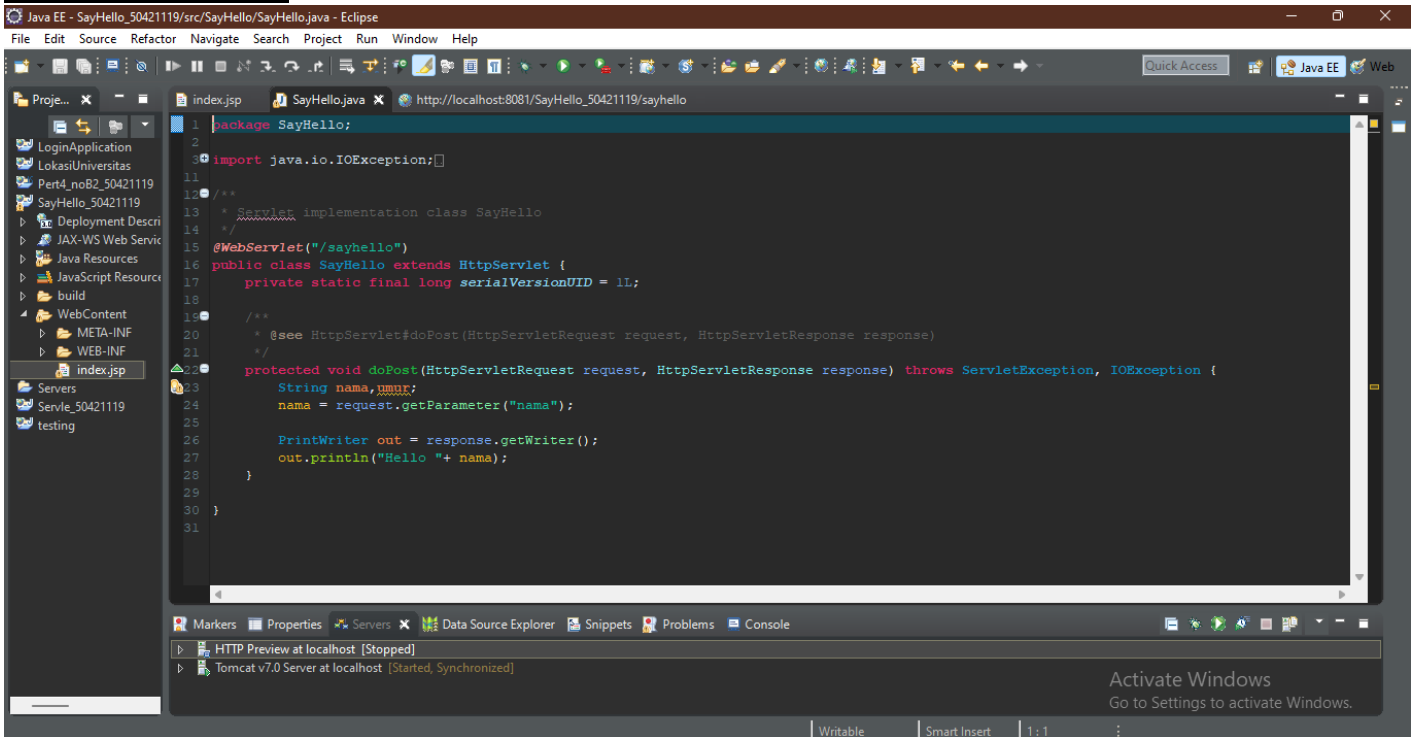 Java EE - SayHello_50421119/src/SayHello/SayHello.java - Eclipse
File Edit Source Refactor Navigate Search Project Run Window Help
Quick Access Java EE Web
Proje...
LoginApplication
LokasiUniversitas
Pert4_noB2_50421119
SayHello_50421119
Deployment Descri
JAX-WS Web Servic
Java Resources
JavaScript Resource
build
WebContent
META-INF
WEB-INF
index.jsp
Servers
Servle_50421119
testing
index.jsp SayHello.java http://localhost:8081/SayHello_50421119/sayhello
1 package SayHello;
2
3 import java.io.IOException;
11
12 /**
13 * Servlet implementation class SayHello
14 */
15 @WebServlet("/sayhello")
16 public class SayHello extends HttpServlet {
17 private static final long serialVersionUID = 1L;
18
19 /**
20 * @see HttpServlet#doPost(HttpServletRequest request, HttpServletResponse response)
21 */
22 protected void doPost(HttpServletRequest request, HttpServletResponse response) throws ServletException, IOException {
23 String nama,umur;
24 nama = request.getParameter("nama");
25
26 PrintWriter out = response.getWriter();
27 out.println("Hello "+ nama);
28 }
29
30 }
31
Markers Properties Servers Data Source Explorer Snippets Problems Console
HTTP Preview at localhost [Stopped]
Tomcat v7.0 Server at localhost [Started, Synchronized]
Activate Windows
Go to Settings to activate Windows.
Writable Smart Insert 1 : 1